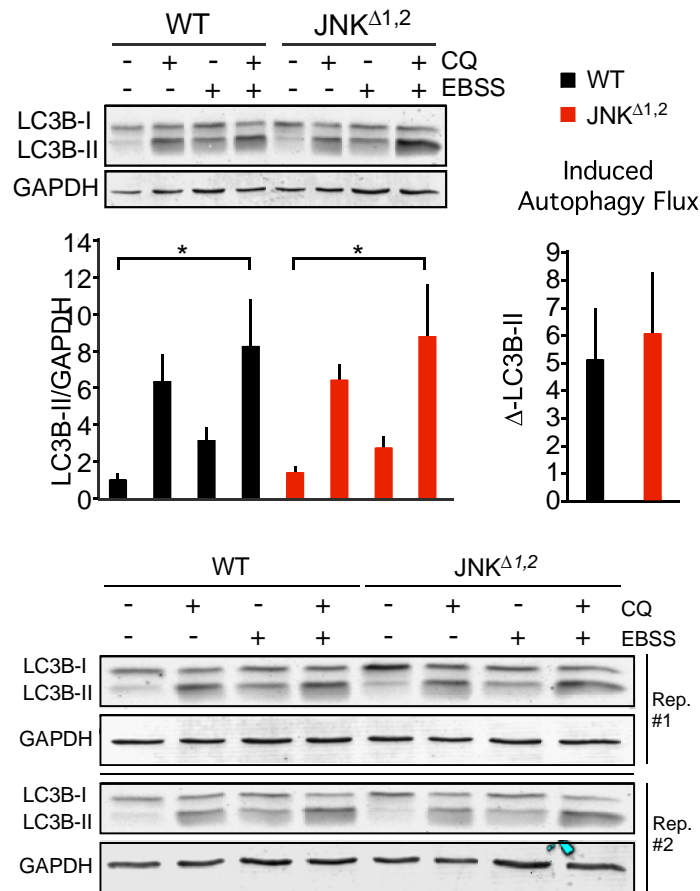 WT JNKΔ1,2
- + - + - + - + CQ
- - + + - - + + EBSS
LC3B-I
LC3B-II
GAPDH
WT
JNKΔ1,2
Induced
Autophagy Flux
LC3B-II/GAPDH
14
12
10
8
6
4
2
0
*
*
Δ-LC3B-II
9
8
7
6
5
4
3
2
1
0
WT JNKΔ1,2
- + - + - + - + CQ
- - + + - - + + EBSS
LC3B-I
LC3B-II
GAPDH
Rep.
#1
LC3B-I
LC3B-II
GAPDH
Rep.
#2